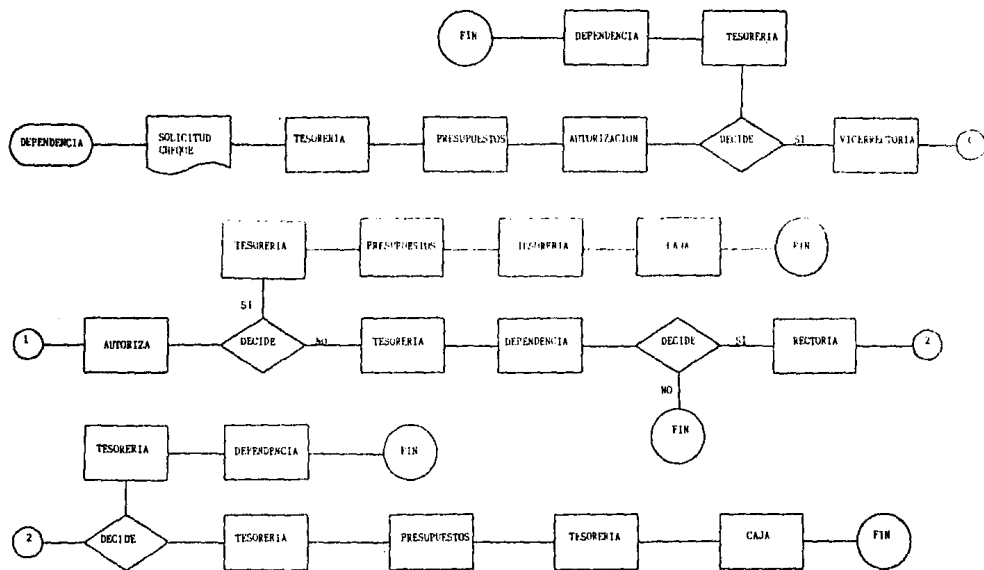 FIN
DEPENDENCIA
TESORERIA
DEPENDENCIA
SOLICITUD
CHEQUE
TESORERIA
PRESUPUESTOS
AUTORIZACION
DECIDE
SI
VICERRECTORIA
TESORERIA
PRESUPUESTOS
TESORERIA
CAJA
FIN
SI
1
AUTORIZA
DECIDE
NO
TESORERIA
DEPENDENCIA
DECIDE
SI
RECTORIA
2
NO
FIN
TESORERIA
DEPENDENCIA
FIN
2
DECIDE
TESORERIA
PRESUPUESTOS
TESORERIA
CAJA
FIN